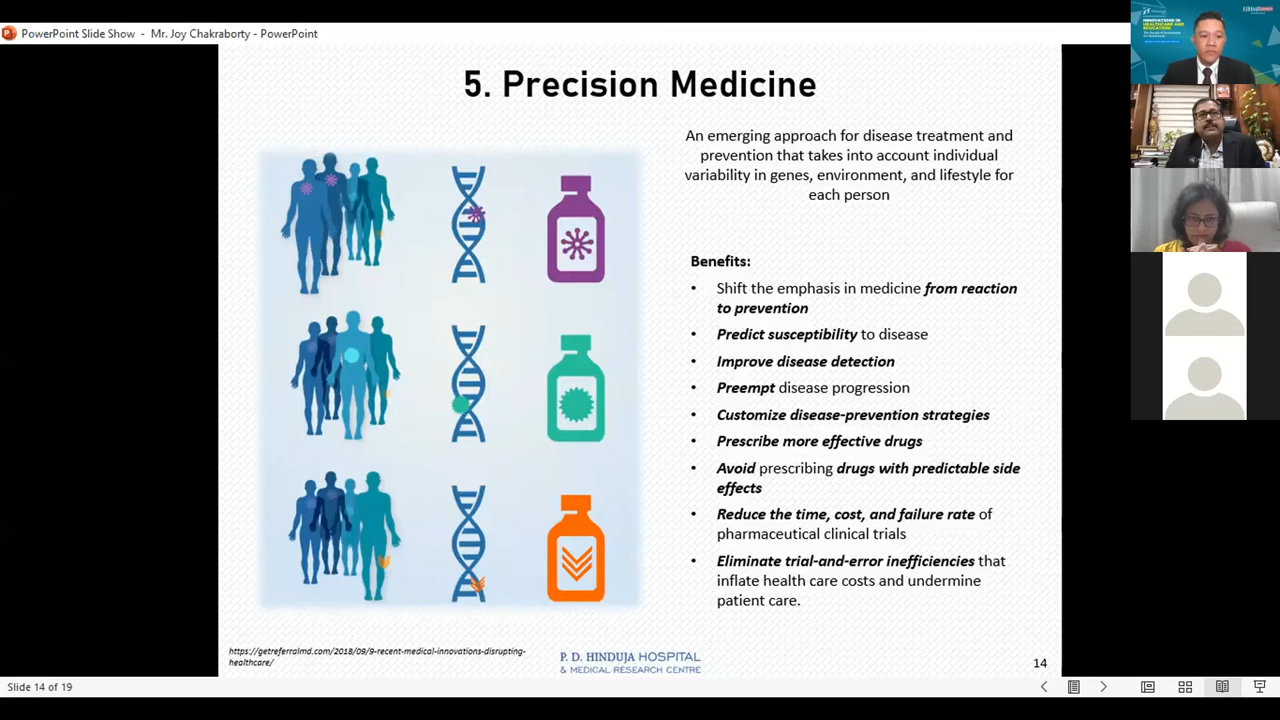 PowerPoint Slide Show - Mr. Joy Chakraborty - PowerPoint
5. Precision Medicine
An emerging approach for disease treatment and
prevention that takes into account individual
variability in genes, environment, and lifestyle for
each person
Benefits:
• Shift the emphasis in medicine from reaction
to prevention
• Predict susceptibility to disease
• Improve disease detection
• Preempt disease progression
• Customize disease-prevention strategies
• Prescribe more effective drugs
• Avoid prescribing drugs with predictable side
effects
• Reduce the time, cost, and failure rate of
pharmaceutical clinical trials
• Eliminate trial-and-error inefficiencies that
inflate health care costs and undermine
patient care.
https://getreferralmd.com/2018/09/9-recent-medical-innovations-disrupting-
healthcare/
P. D. HINDUJA HOSPITAL
& MEDICAL RESEARCH CENTRE
14
Slide 14 of 19
INNOVATIONS IN
HEALTHCARE AND
EDUCATION